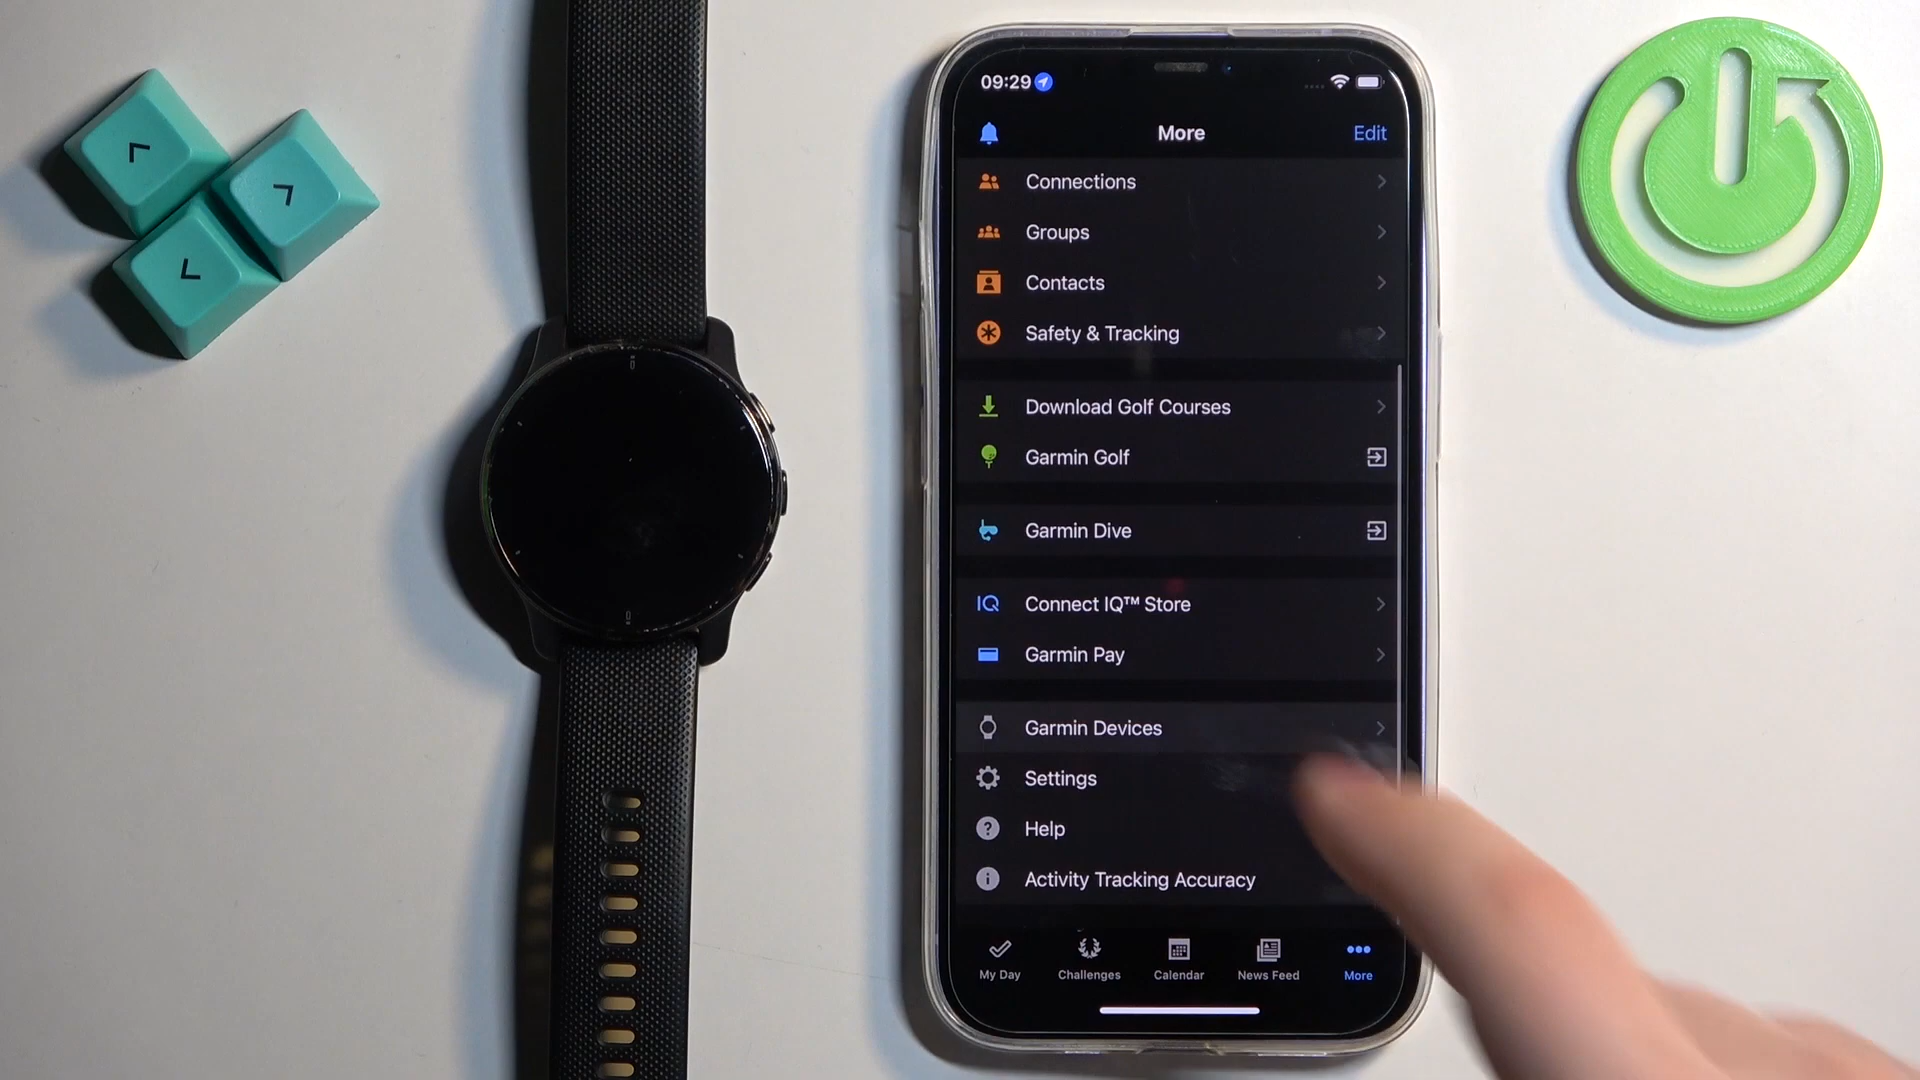 09:29
More
Edit
Connections
Groups
Contacts
Safety & Tracking
Download Golf Courses
Garmin Golf
Garmin Dive
IQ Connect IQ™ Store
Garmin Pay
Garmin Devices
Settings
Help
Activity Tracking Accuracy
My Day
Challenges
Calendar
News Feed
More